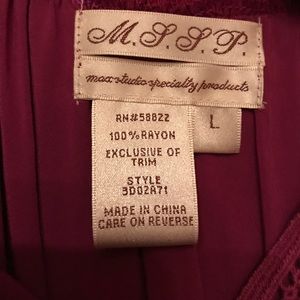 M.S.S.P.
max studio specialty products
L
RN#58822
100% RAYON
EXCLUSIVE OF
TRIM
STYLE
3D02A71
MADE IN CHINA
CARE ON REVERSE